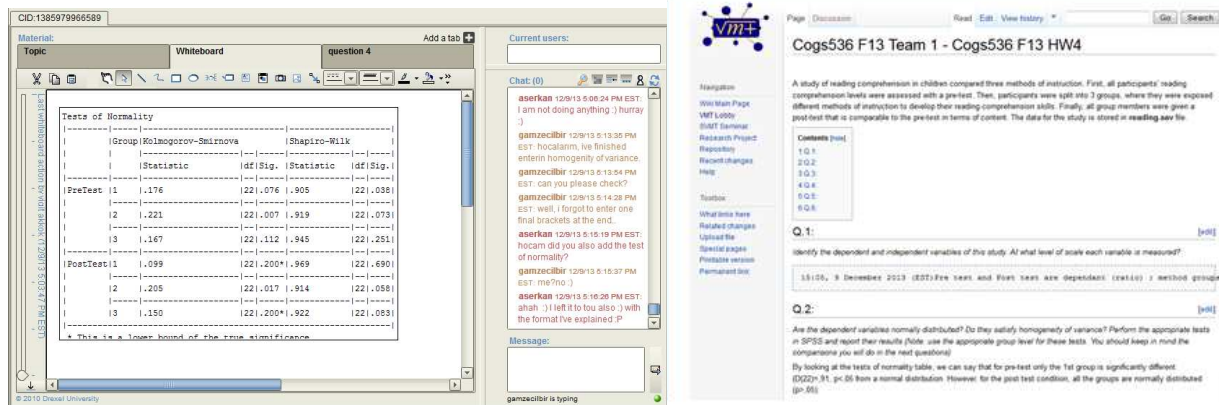 CID:1385979966589
Material:
Add a tab
Topic
Whiteboard
question 4
Last whiteboard action by
(12/9/13 5:03:47 PM EST)
Tests of Normality
|Group|Kolmogorov-Smirnova |Shapiro-Wilk |
|Statistic |df|Sig. |Statistic |df|Sig.|
|PreTest |1 |.176 |22|.076 |.905 |22|.038|
|2 |.221 |22|.007 |.919 |22|.073|
|3 |.167 |22|.112 |.945 |22|.251|
|PostTest|1 |.099 |22|.200*|.969 |22|.690|
|2 |.205 |22|.017 |.914 |22|.058|
|3 |.150 |22|.200*|.922 |22|.083|
* This is a lower bound of the true significance
© 2010 Drexel University
Current users:
Chat: (0)
aserkan 12/9/13 5:06:24 PM EST:
I am not doing anything :) hurray
:)
gamzecilbir 12/9/13 5:13:35 PM
EST: hocalarım, ive finished
enterin homogenity of variance.
gamzecilbir 12/9/13 5:13:54 PM
EST: can you please check?
gamzecilbir 12/9/13 5:14:28 PM
EST: well, i forgot to enter one
final brackets at the end..
aserkan 12/9/13 5:15:19 PM EST:
hocam did you also add the test
of normality?
gamzecilbir 12/9/13 5:15:37 PM
EST: me?no :)
aserkan 12/9/13 5:16:26 PM EST:
ahah :) I left it to tou also :) with
the format I've explained :P
Message:
gamzecilbir is typing
vmt+
Page Discussion Read Edit View history Go Search
Cogs536 F13 Team 1 - Cogs536 F13 HW4
Navigation
Wiki Main Page
VMT Lobby
SVMT Seminar
Research Project
Repository
Recent changes
Help
Toolbox
What links here
Related changes
Upload file
Special pages
Printable version
Permanent link
A study of reading comprehension in children compared three methods of instruction. First, all participants' reading
comprehension levels were assessed with a pre-test. Then, participants were split into 3 groups, where they were exposed
different methods of instruction to develop their reading comprehension skills. Finally, all group members were given a
post-test that is comparable to the pre-test in terms of content. The data for the study is stored in reading.sav file.
Contents [hide]
1 Q.1:
2 Q.2:
3 Q.3:
4 Q.4:
5 Q.5:
6 Q.6:
Q.1: [edit]
Identify the dependent and independent variables of this study. At what level of scale each variable is measured?
15:05, 9 December 2013 (EST)Pre test and Post test are dependant (ratio) ; method groups
Q.2: [edit]
Are the dependent variables normally distributed? Do they satisfy homogeneity of variance? Perform the appropriate tests
in SPSS and report their results (Note: use the appropriate group level for these tests. You should keep in mind the
comparisons you will do in the next questions)
By looking at the tests of normality table, we can say that for pre-test only the 1st group is significantly different
(D(22)=.91, p<.05 from a normal distribution. However for the post test condition, all the groups are normally distributed
(p>.05).